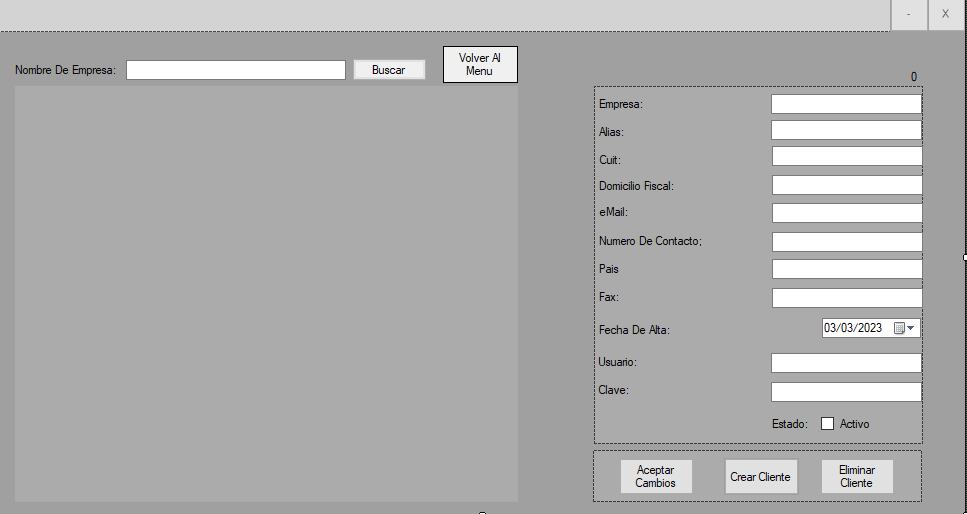 - X
Nombre De Empresa:
Buscar
Volver Al
Menu
0
Empresa:
Alias:
Cuit:
Domicilio Fiscal:
eMail:
Numero De Contacto;
Pais
Fax:
Fecha De Alta: 03/03/2023
Usuario:
Clave:
Estado: Activo
Aceptar
Cambios
Crear Cliente
Eliminar
Cliente